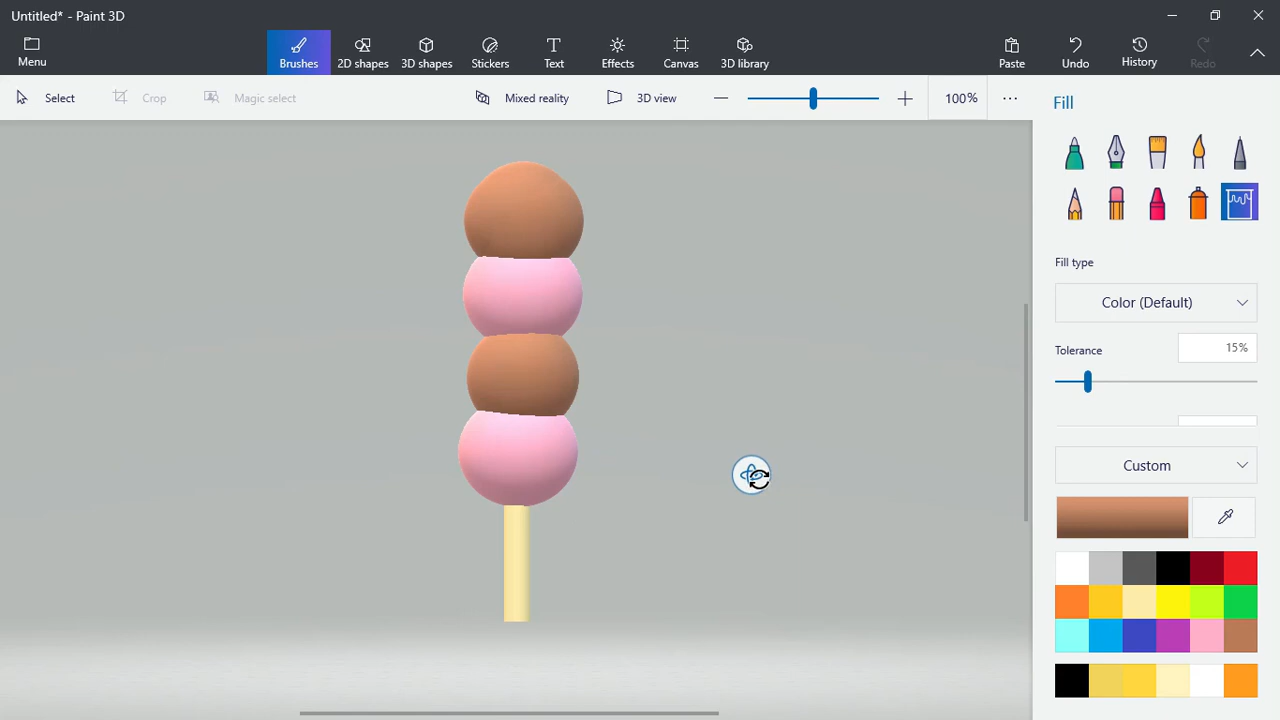 Untitled* - Paint 3D
Menu
Brushes
2D shapes
3D shapes
Stickers
Text
Effects
Canvas
3D library
Paste
Undo
History
Redo
Select
Crop
Magic select
Mixed reality
3D view
100%
Fill
Fill type
Color (Default)
Tolerance
15%
Custom